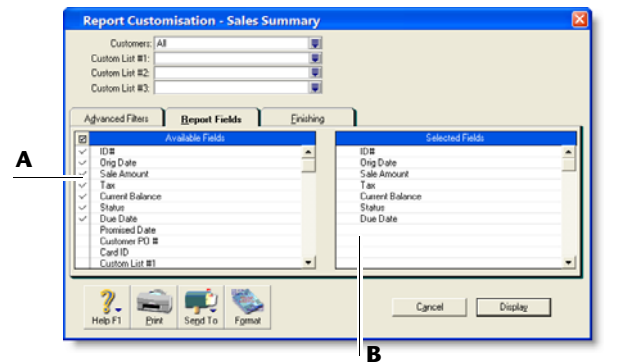 Report Customisation - Sales Summary
Customers: All
Custom List #1:
Custom List #2:
Custom List #3:
Advanced Filters Report Fields Finishing
Available Fields
ID#
Orig Date
Sale Amount
Tax
Current Balance
Status
Due Date
Promised Date
Customer PO #
Card ID
Custom List #1
Selected Fields
ID#
Orig Date
Sale Amount
Tax
Current Balance
Status
Due Date
A
B
Help F1 Print Send To Format
Cancel Display